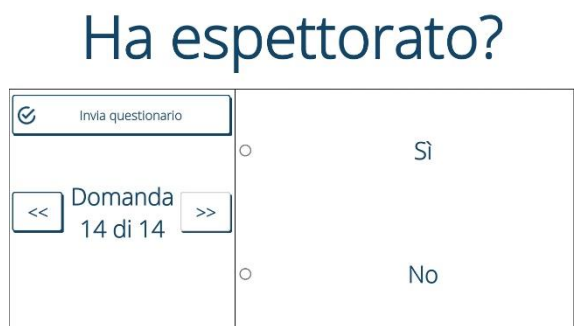 Ha espettorato?
Invia questionario
<<
Domanda
14 di 14
>>
Sì
No